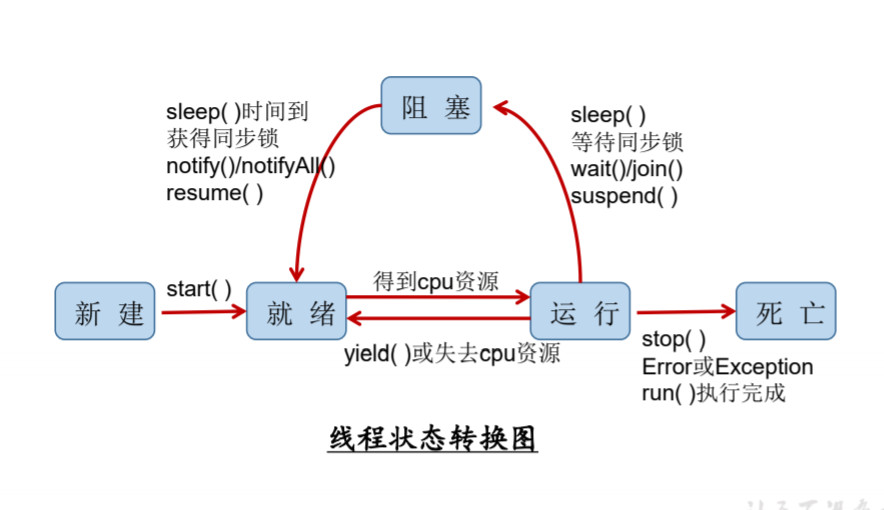 阻 塞
sleep( )时间到
获得同步锁
notify()/notifyAll()
resume( )
sleep( )
等待同步锁
wait()/join()
suspend( )
新 建
start( )
就 绪
得到cpu资源
yield( )或失去cpu资源
运 行
死 亡
stop( )
Error或Exception
run( )执行完成
线程状态转换图